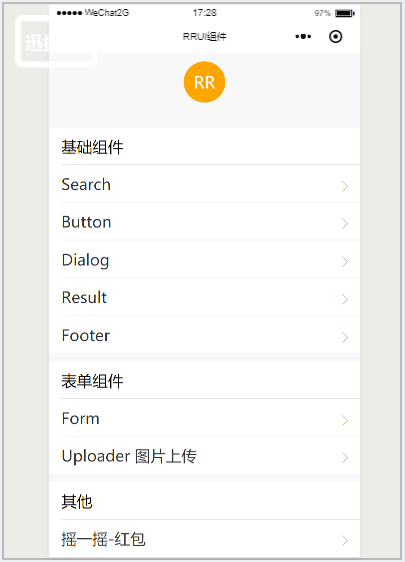 WeChat2G 17:28 97%
RRUI组件
RR
基础组件
Search
Button
Dialog
Result
Footer
表单组件
Form
Uploader 图片上传
其他
摇一摇-红包